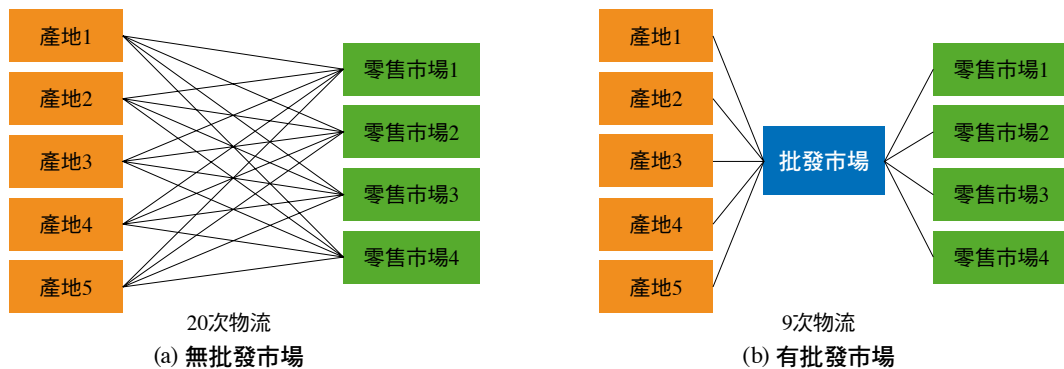 產地1
產地2
產地3
產地4
產地5
零售市場1
零售市場2
零售市場3
零售市場4
20次物流
(a) 無批發市場
產地1
產地2
產地3
產地4
產地5
批發市場
零售市場1
零售市場2
零售市場3
零售市場4
9次物流
(b) 有批發市場